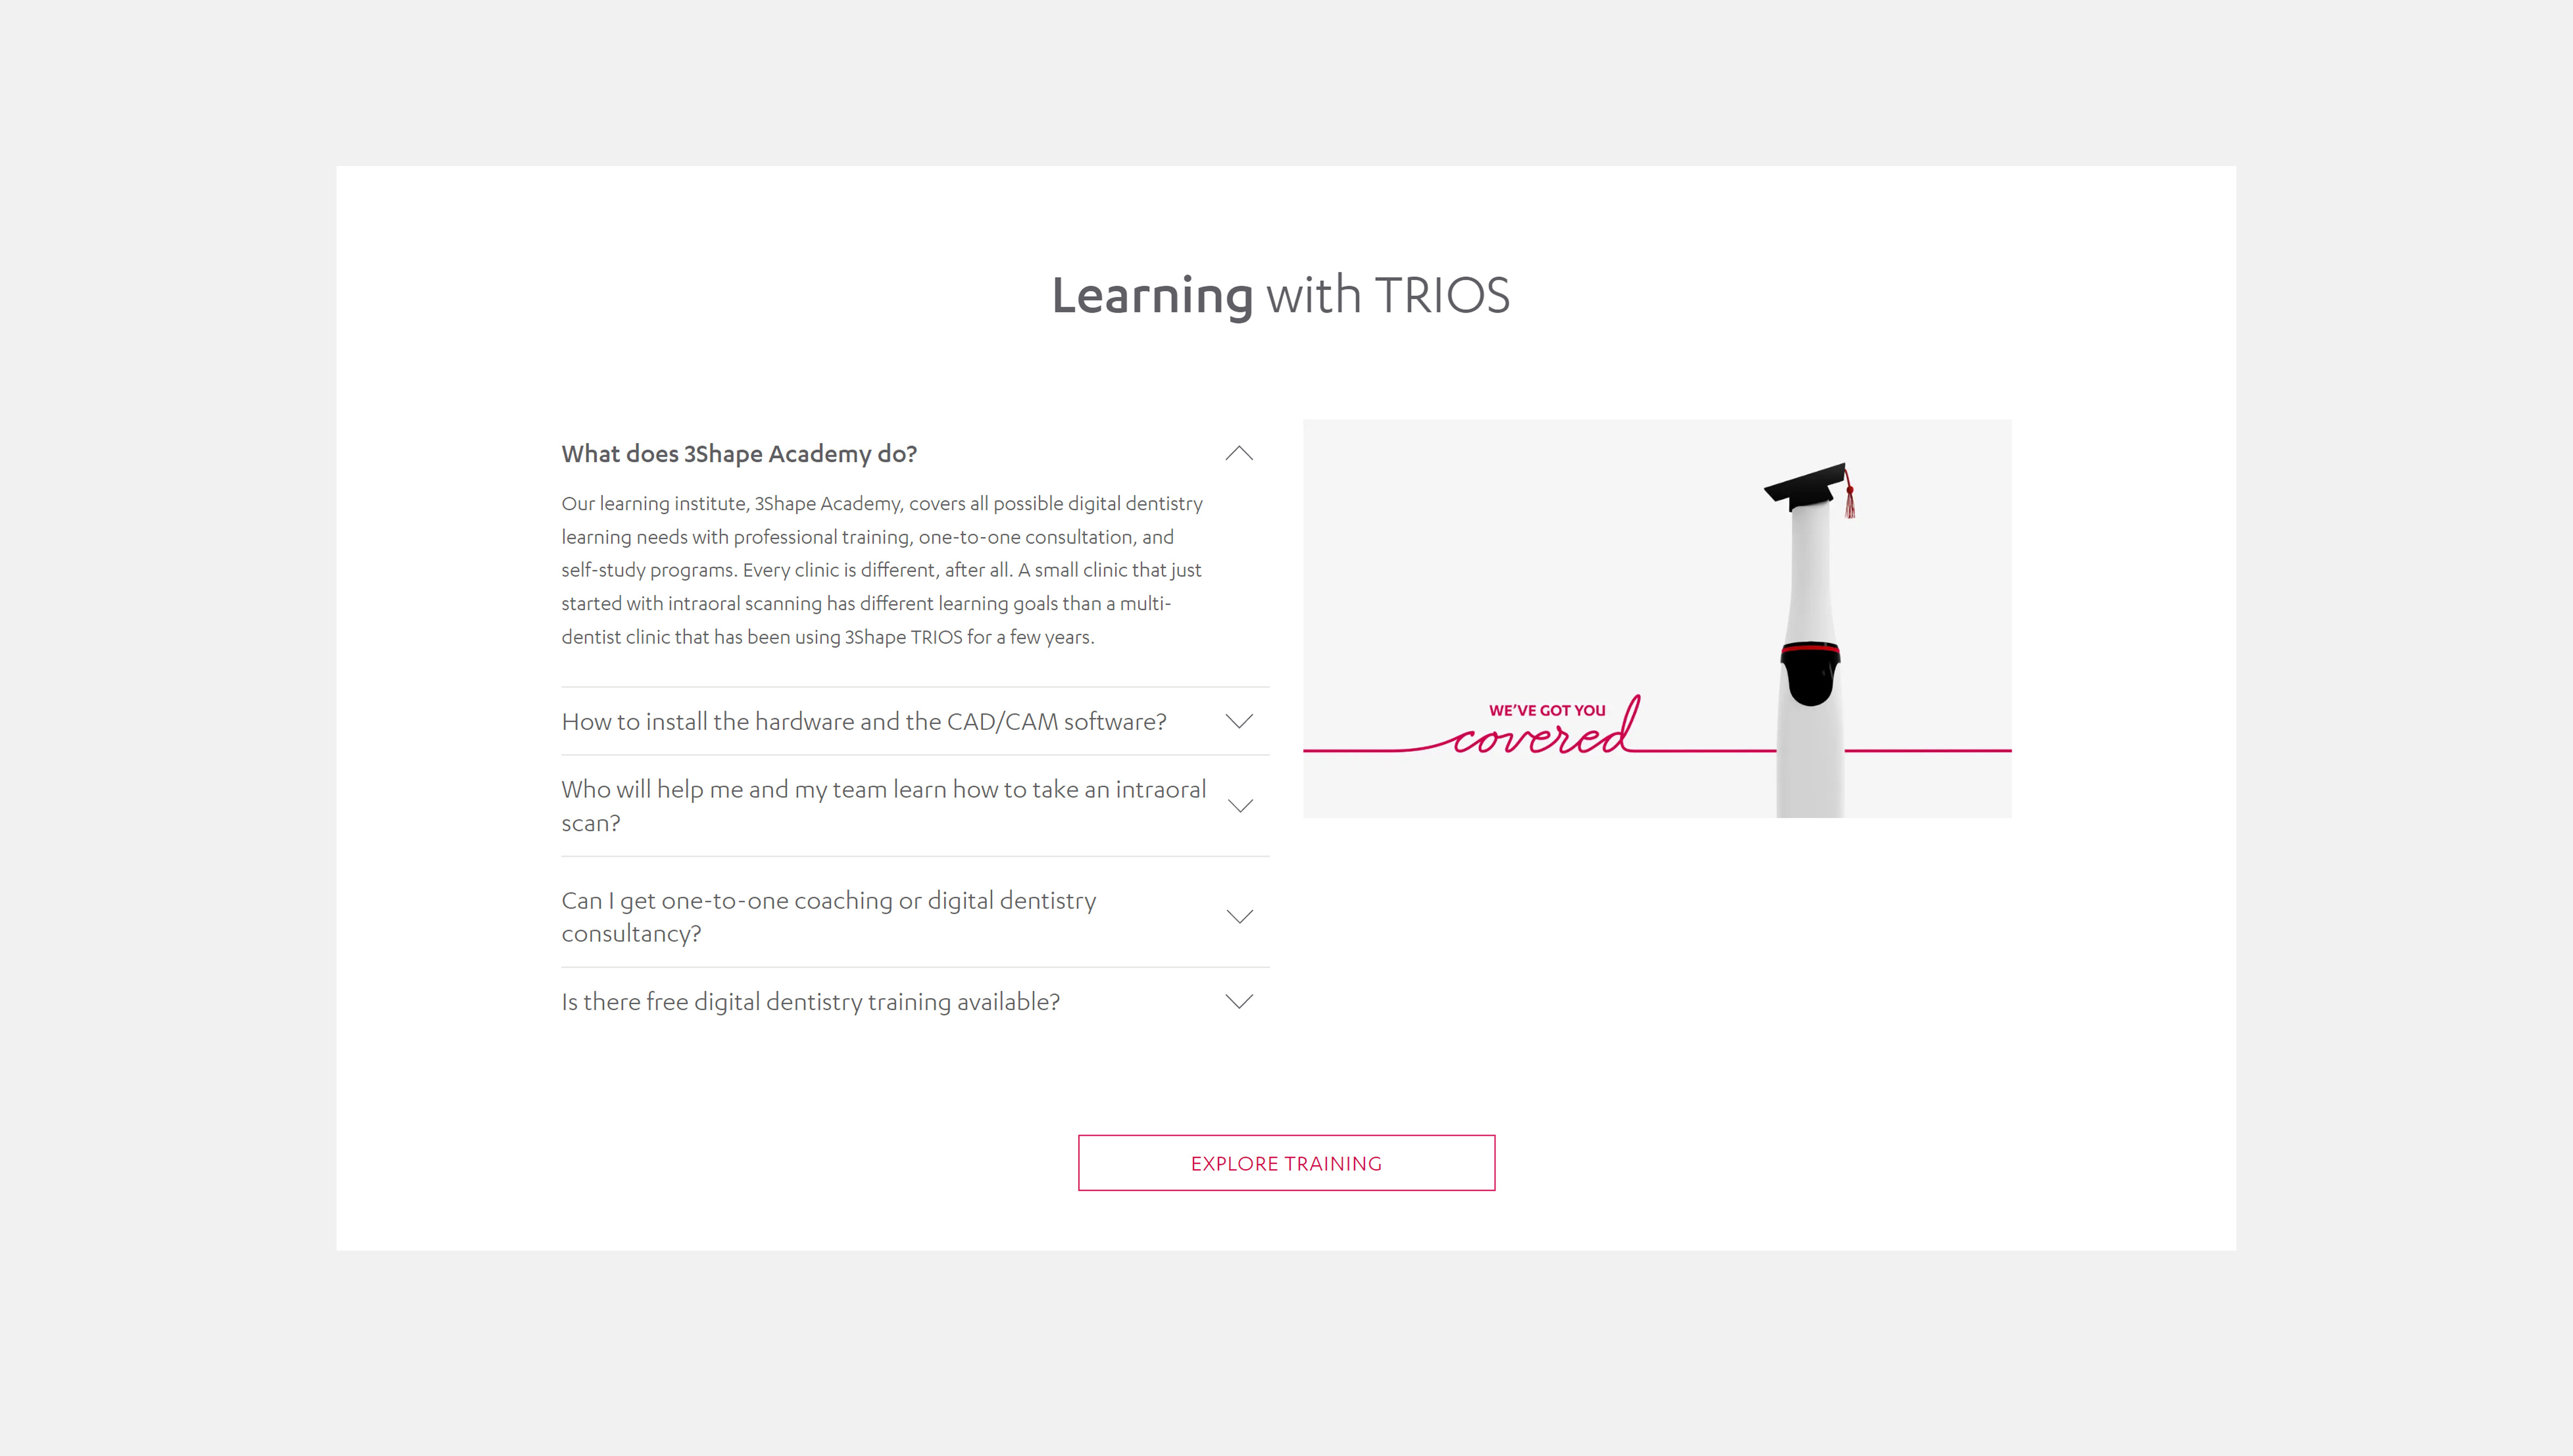 Learning with TRIOS
What does 3Shape Academy do?
Our learning institute, 3Shape Academy, covers all possible digital dentistry
learning needs with professional training, one-to-one consultation, and
self-study programs. Every clinic is different, after all. A small clinic that just
started with intraoral scanning has different learning goals than a multi-
dentist clinic that has been using 3Shape TRIOS for a few years.
How to install the hardware and the CAD/CAM software?
Who will help me and my team learn how to take an intraoral
scan?
Can I get one-to-one coaching or digital dentistry
consultancy?
Is there free digital dentistry training available?
WE'VE GOT YOU
covered
EXPLORE TRAINING